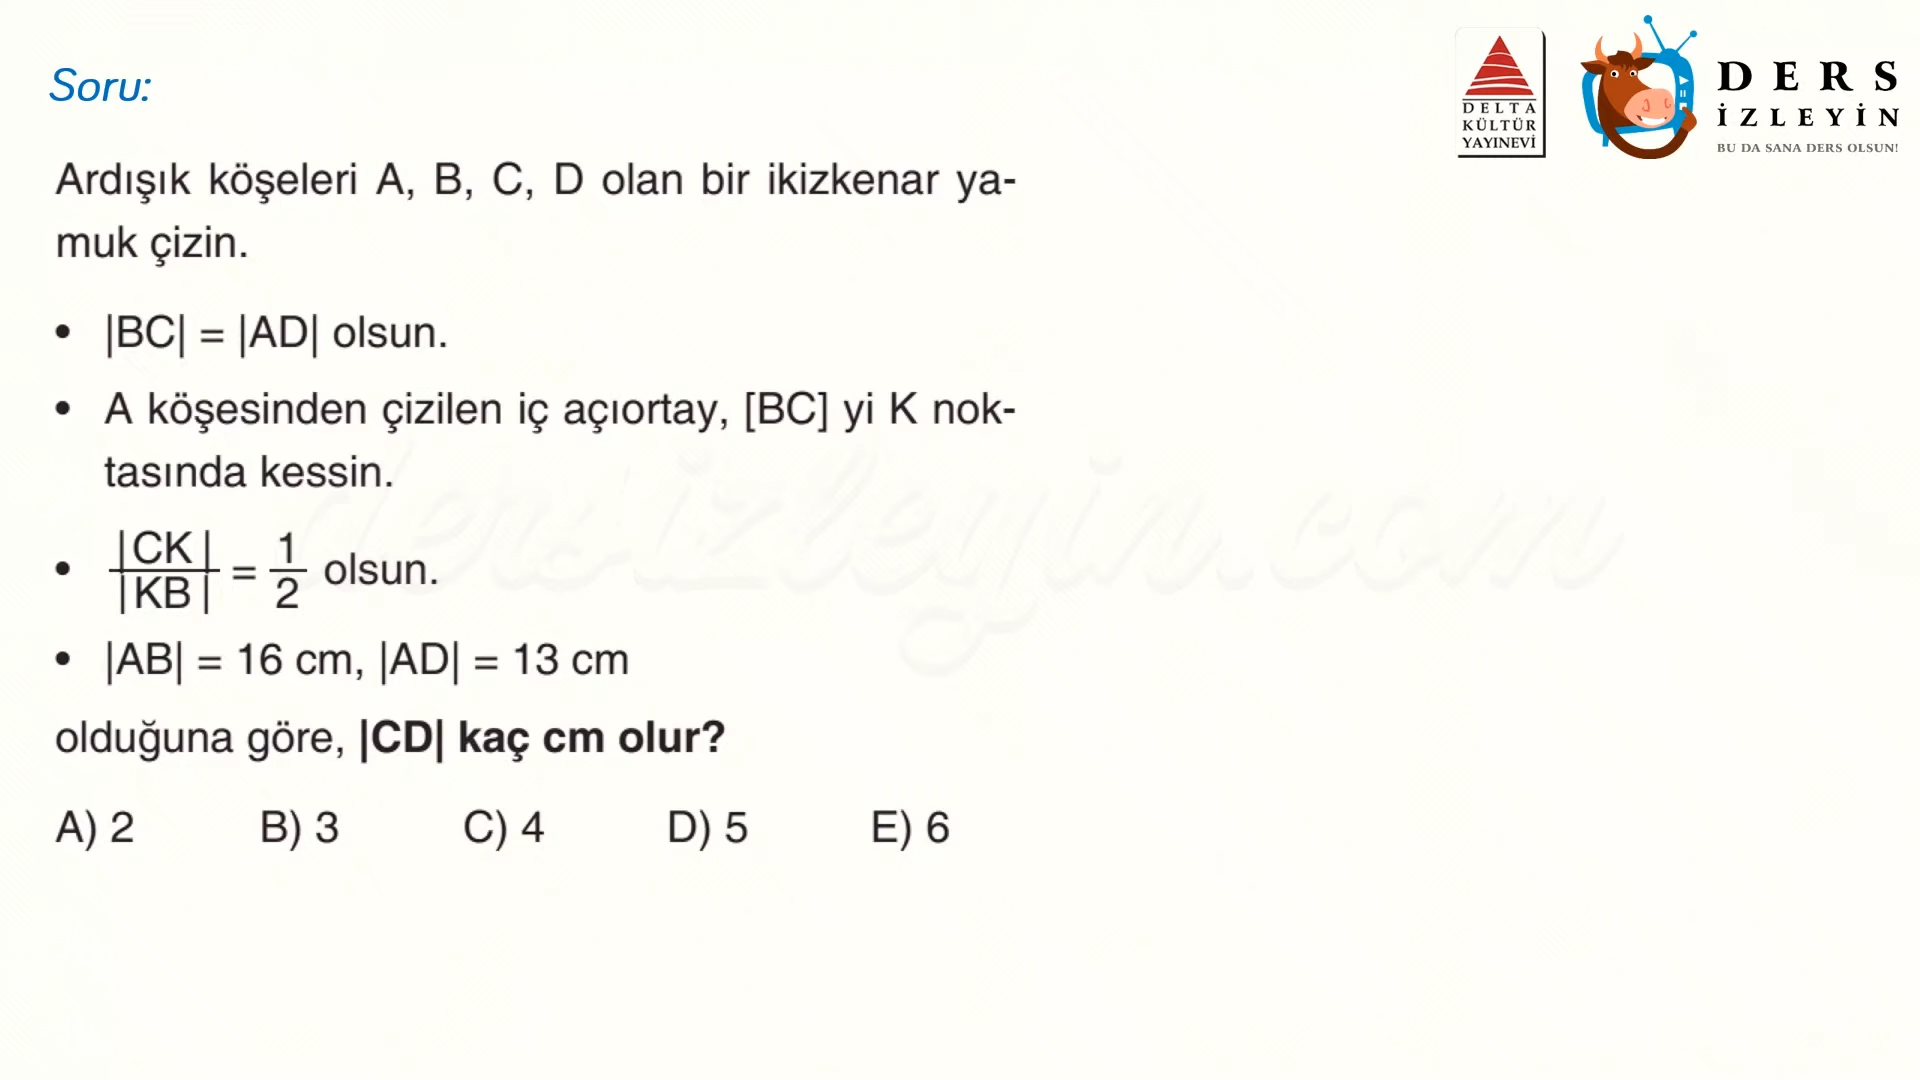 Soru:
DELTA
KÜLTÜR
YAYINEVİ
DERS
İZLEYİN
BU DA SANA DERS OLSUN!
Ardışık köşeleri A, B, C, D olan bir ikizkenar ya-
muk çizin.
• |BC| = |AD| olsun.
• A köşesinden çizilen iç açıortay, [BC] yi K nok-
tasında kessin.
• |CK| / |KB| = 1/2 olsun.
• |AB| = 16 cm, |AD| = 13 cm
olduğuna göre, |CD| kaç cm olur?
A) 2 B) 3 C) 4 D) 5 E) 6
dersizleyin.com